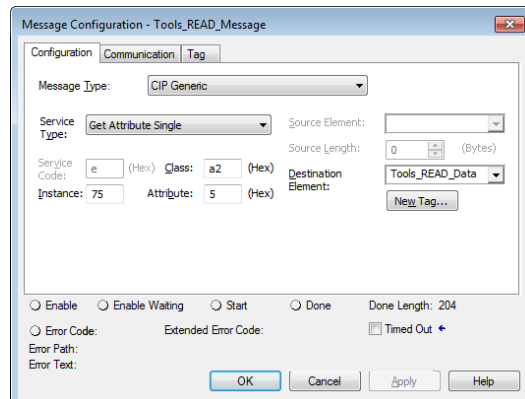 Message Configuration - Tools_READ_Message
Configuration Communication Tag
Message Type: CIP Generic
Service Type: Get Attribute Single Source Element:
Source Length: 0 (Bytes)
Service Code: e (Hex) Class: a2 (Hex) Destination Element: Tools_READ_Data
Instance: 75 Attribute: 5 (Hex) New Tag...
Enable Enable Waiting Start Done Done Length: 204
Error Code: Extended Error Code: Timed Out
Error Path:
Error Text:
OK Cancel Apply Help